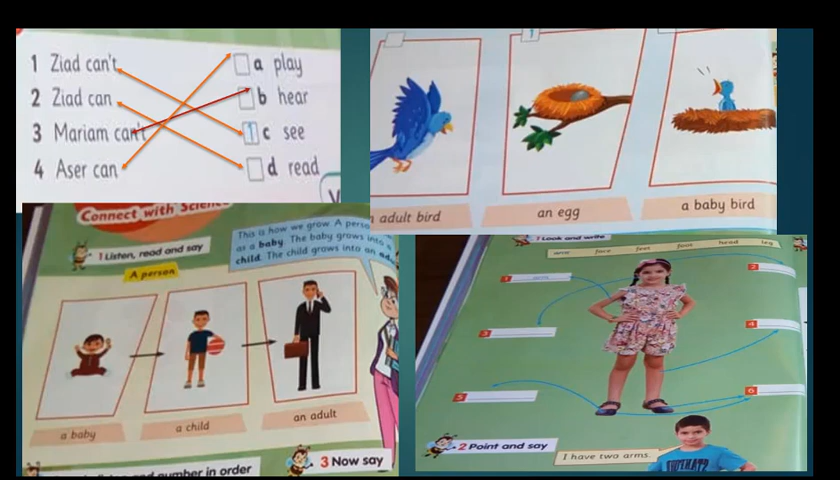 1 Ziad can't
2 Ziad can
3 Mariam can't
4 Aser can
a play
b hear
1 c see
d read
1
adult bird
an egg
a baby bird
Connect with Science
1 Listen, read and say
This is how we grow. A person
as a baby. The baby grows into a
child. The child grows into an
A person
a baby
a child
an adult
and number in order
3 Now say
1 Look and write
arm face feet foot head leg
1
2
3
4
5
6
2 Point and say
I have two arms.